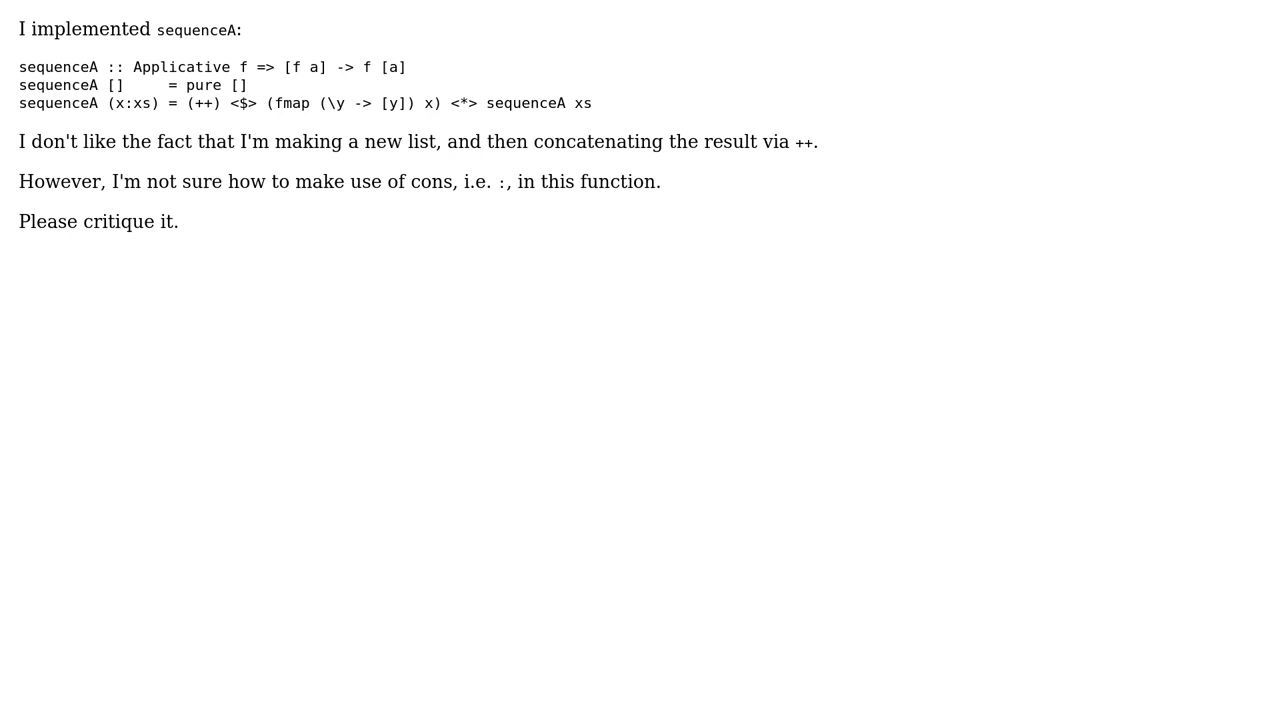 I implemented sequenceA:
sequenceA :: Applicative f => [f a] -> f [a]
sequenceA []     = pure []
sequenceA (x:xs) = (++) <$> (fmap (\y -> [y]) x) <*> sequenceA xs
I don't like the fact that I'm making a new list, and then concatenating the result via ++.
However, I'm not sure how to make use of cons, i.e. :, in this function.
Please critique it.